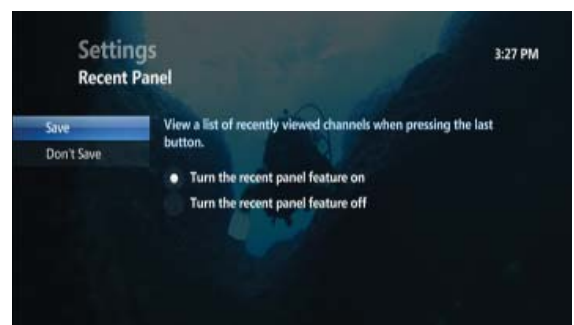 Settings
3:27 PM
Recent Panel
Save
View a list of recently viewed channels when pressing the last
button.
Don't Save
Turn the recent panel feature on
Turn the recent panel feature off